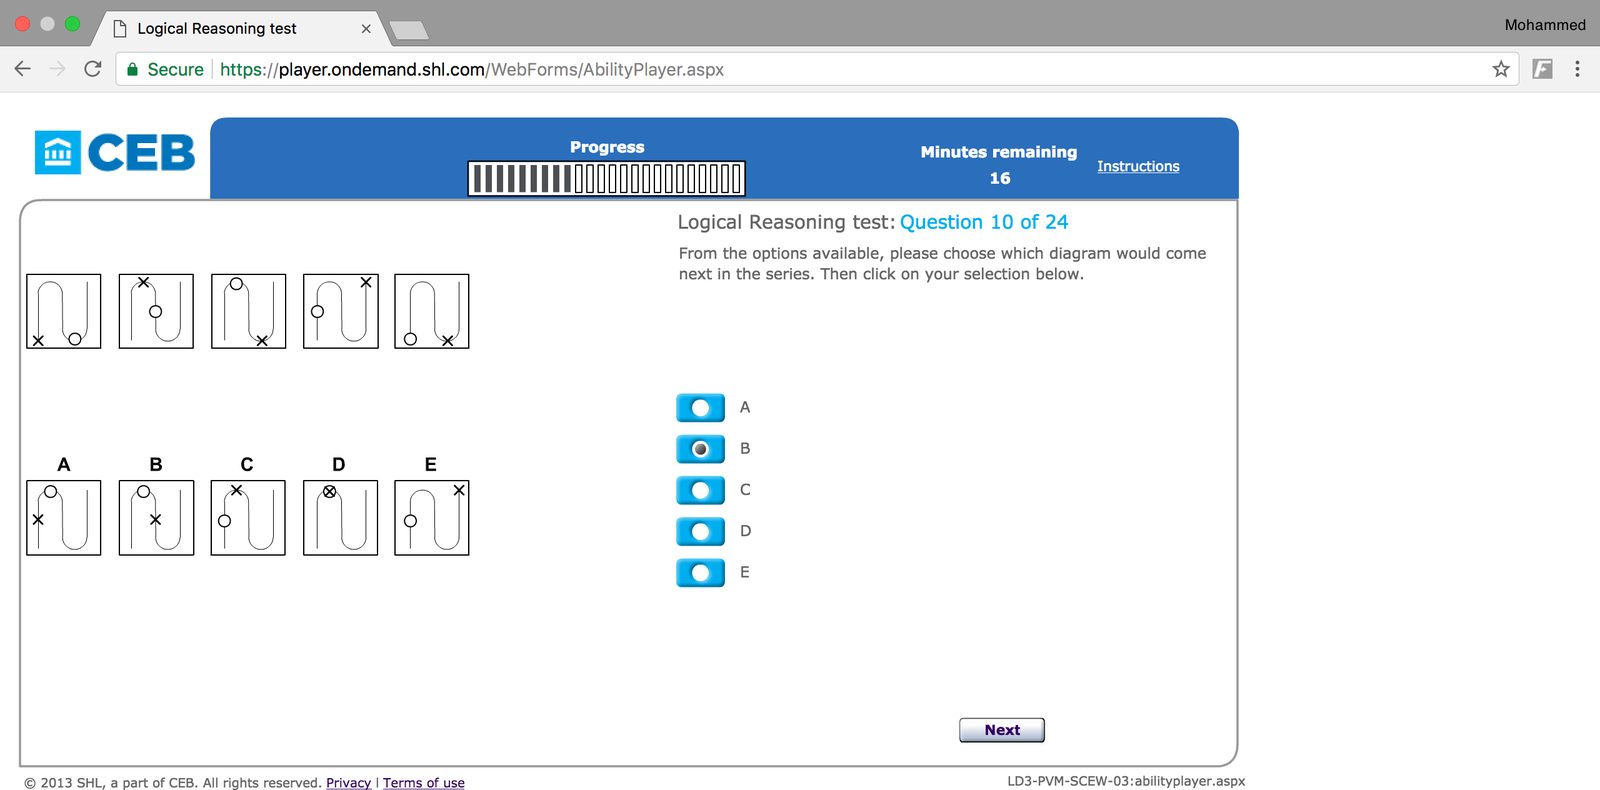 Logical Reasoning test
Mohammed
Secure https://player.ondemand.shl.com/WebForms/AbilityPlayer.aspx
CEB
Progress
Minutes remaining
16
Instructions
Logical Reasoning test: Question 10 of 24
From the options available, please choose which diagram would come
next in the series. Then click on your selection below.
A B C D E
A
B
C
D
E
Next
© 2013 SHL, a part of CEB. All rights reserved. Privacy | Terms of use
LD3-PVM-SCEW-03:abilityplayer.aspx